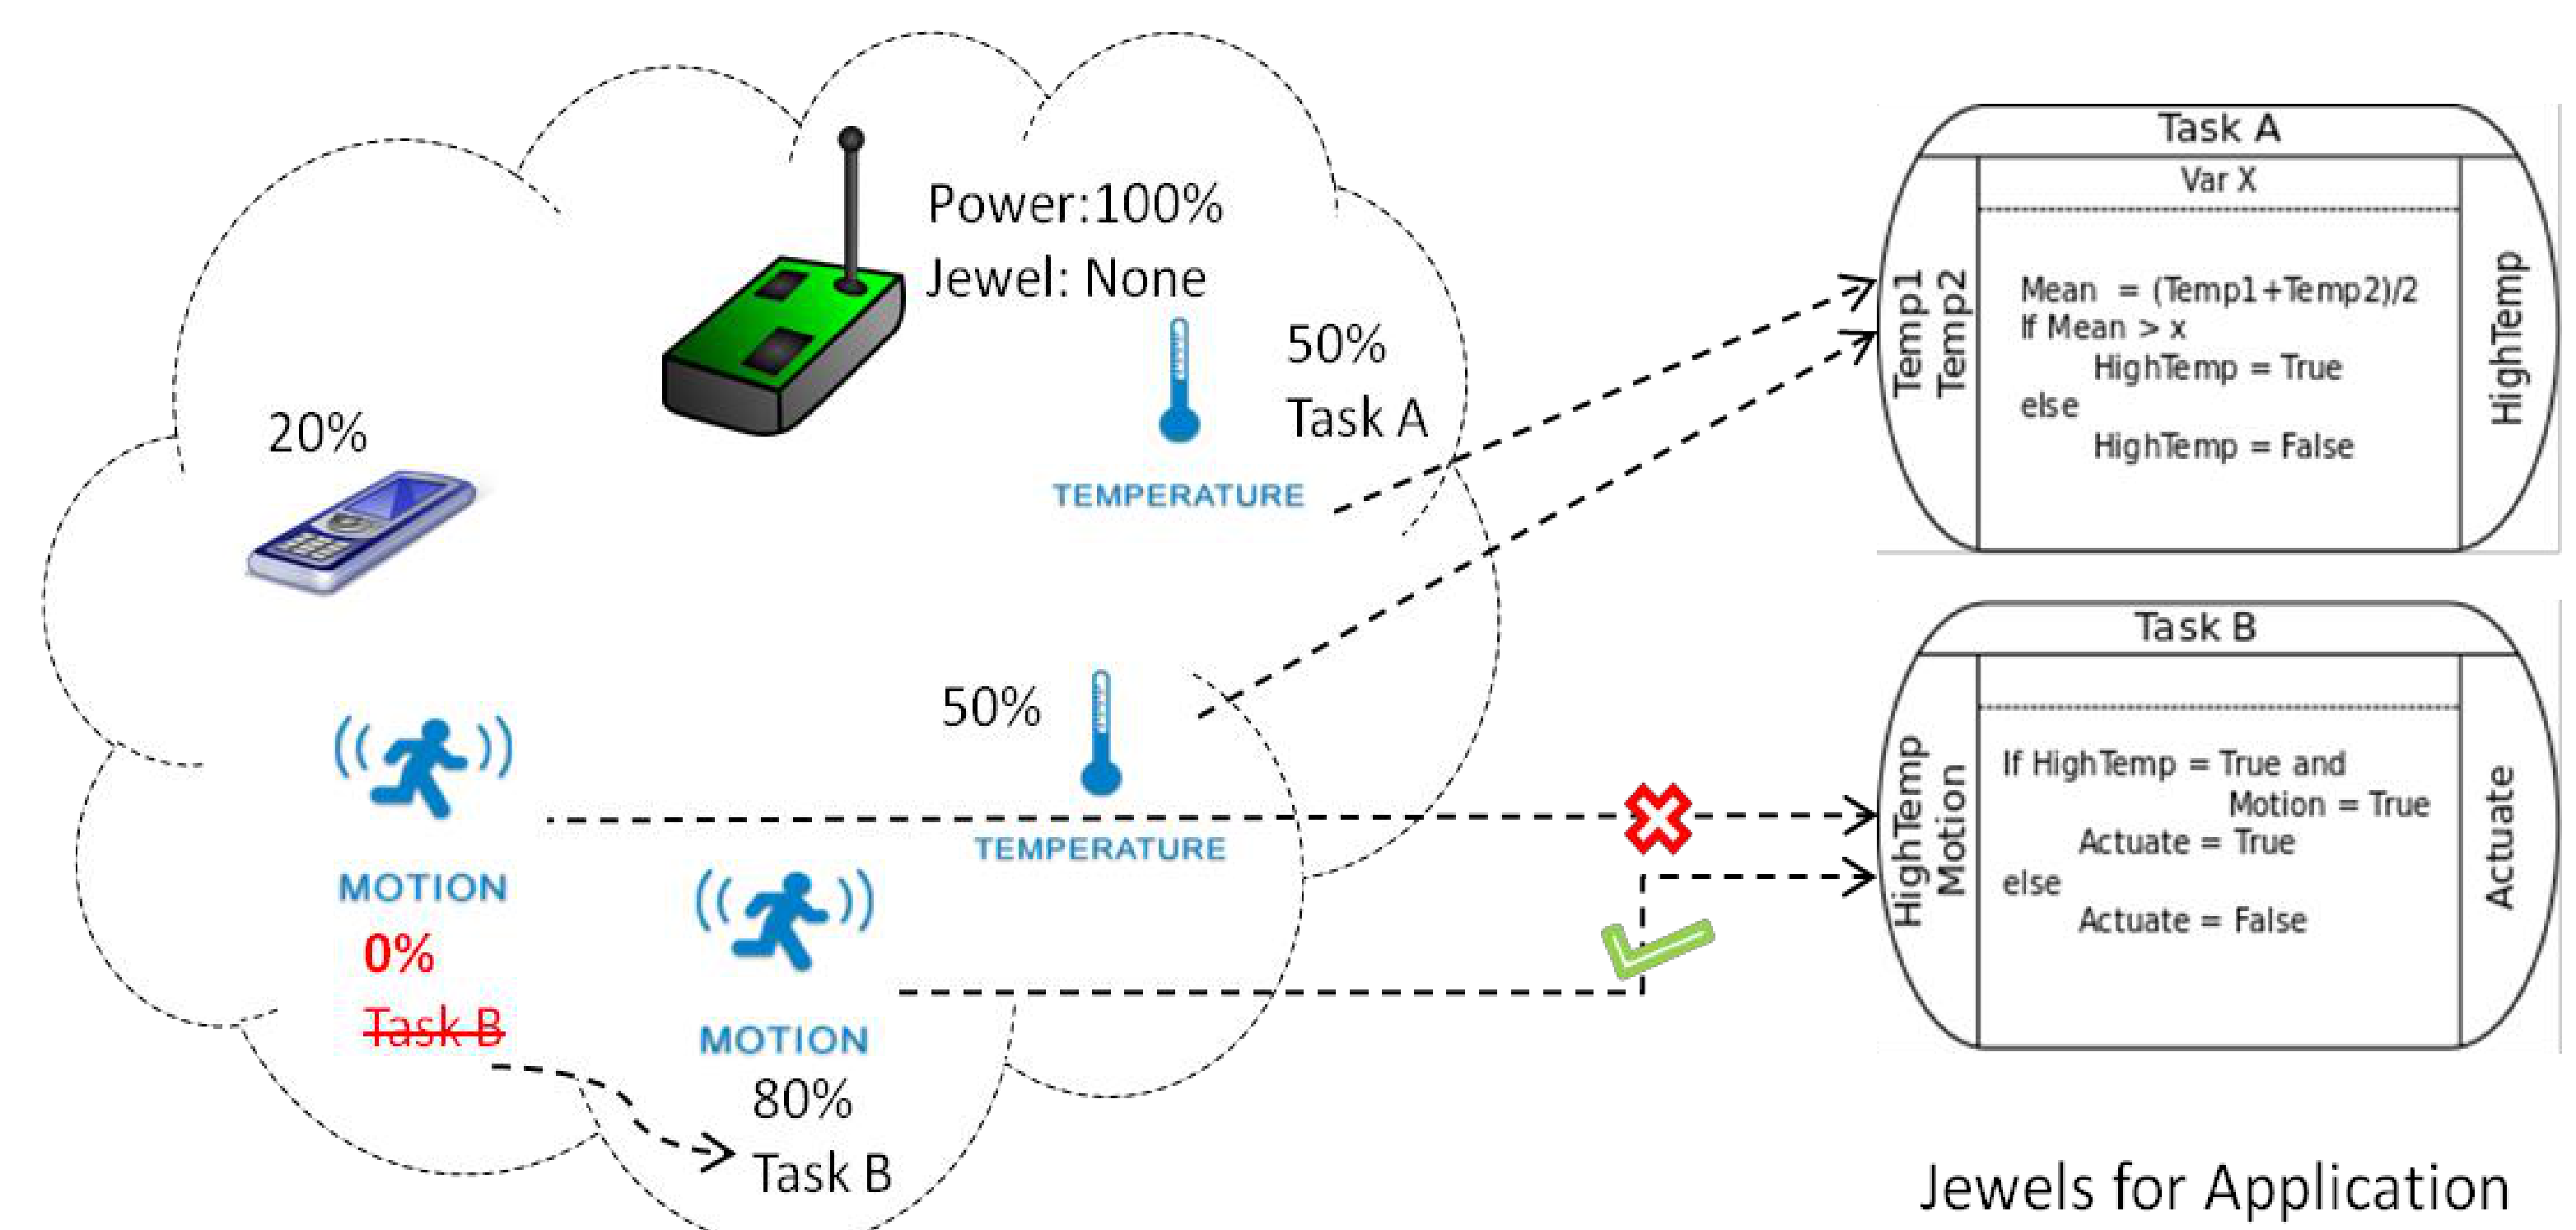 Power:100%
Jewel: None
50%
Task A
TEMPERATURE
20%
50%
TEMPERATURE
MOTION
0%
Task B
MOTION
80%
Task B
Task A
Var X
Temp1
Temp2
Mean = (Temp1+Temp2)/2
If Mean > x
HighTemp = True
else
HighTemp = False
HighTemp
Task B
HighTemp
Motion
If HighTemp = True and
Motion = True
Actuate = True
else
Actuate = False
Actuate
Jewels for Application